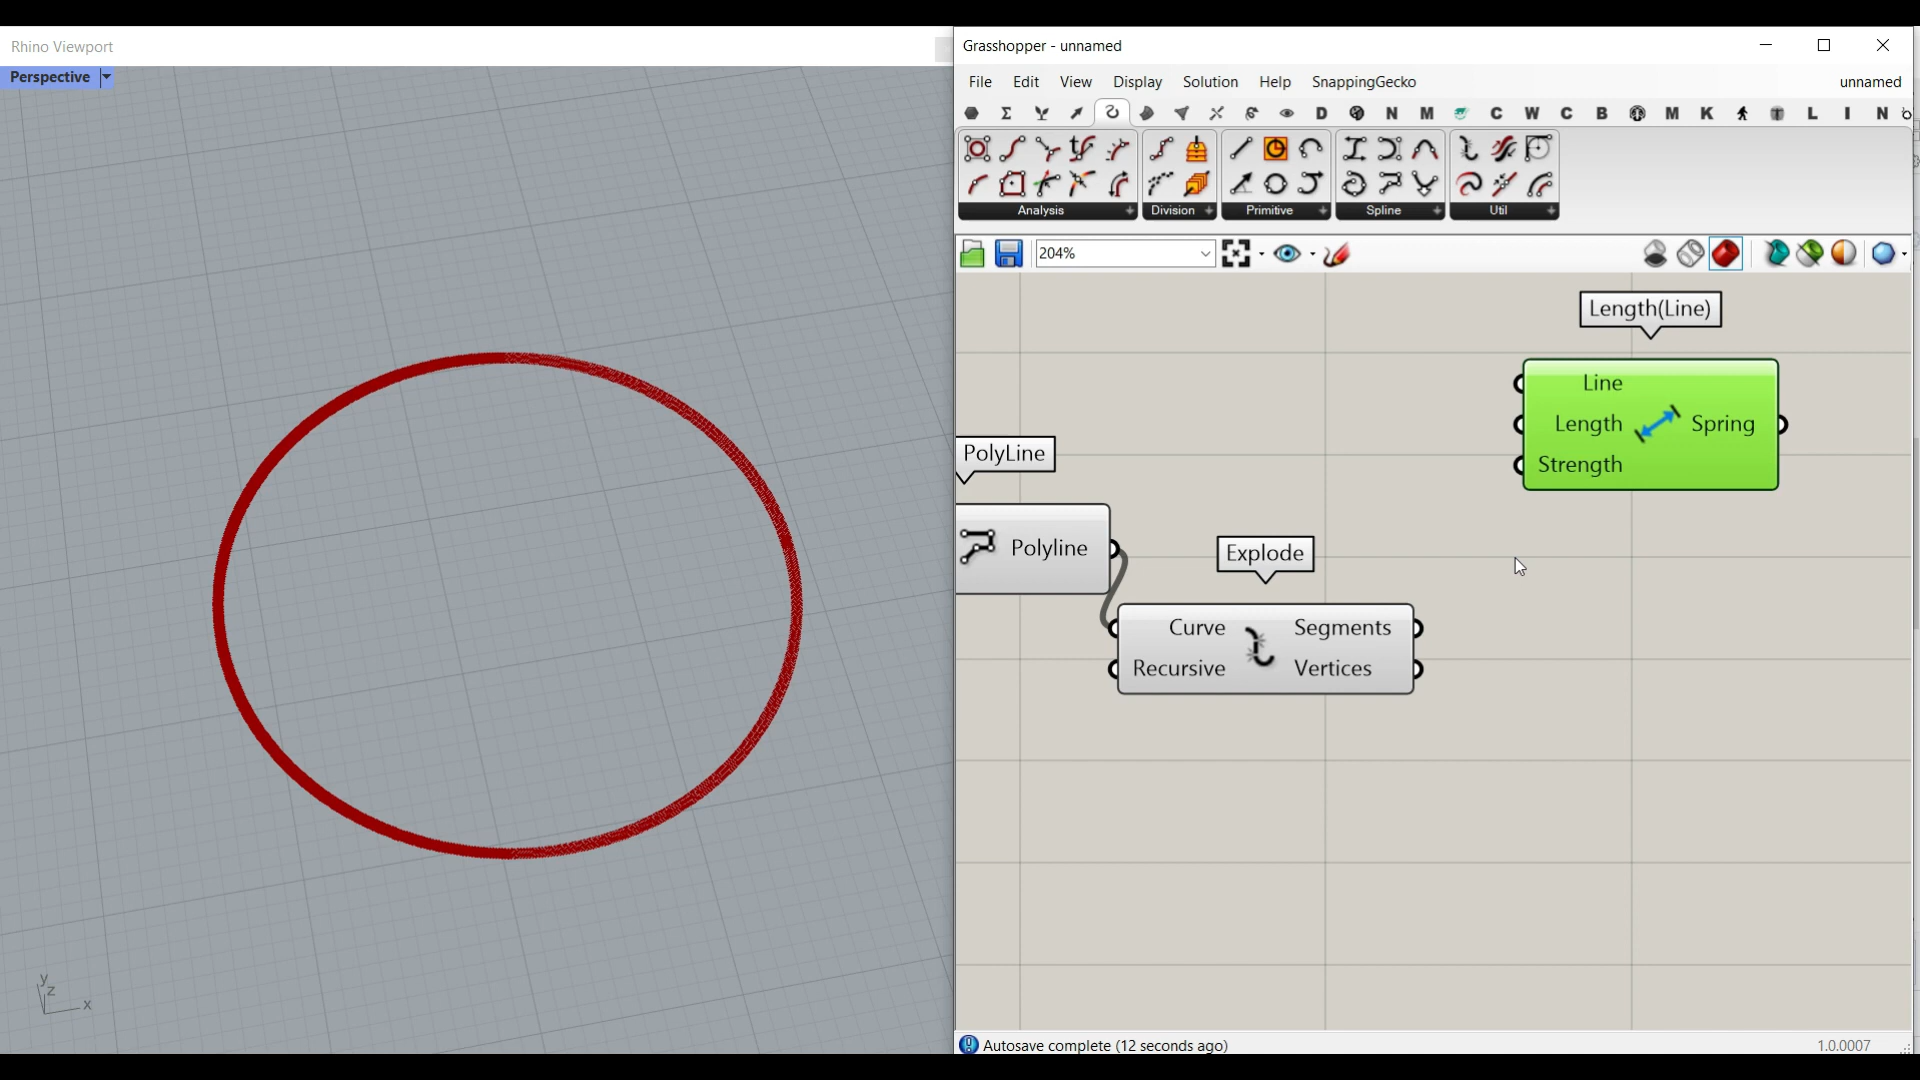 Rhino Viewport
Perspective
y
z
x
Grasshopper - unnamed
File Edit View Display Solution Help SnappingGecko unnamed
D N M C W C B M K L I N
Analysis Division Primitive Spline Util
204%
Length(Line)
Line
Length Spring
Strength
PolyLine
Polyline
Explode
Curve Segments
Recursive Vertices
Autosave complete (12 seconds ago) 1.0.0007